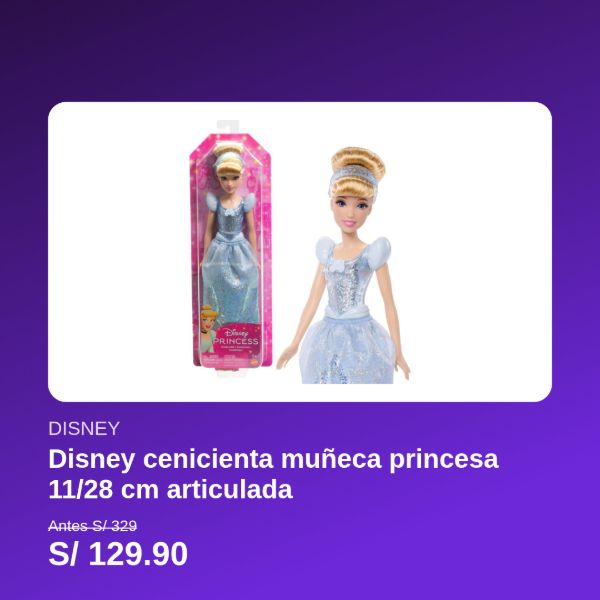 Disney
PRINCESS
DISNEY
Disney cenicienta muñeca princesa
11/28 cm articulada
Antes S/ 329
S/ 129.90